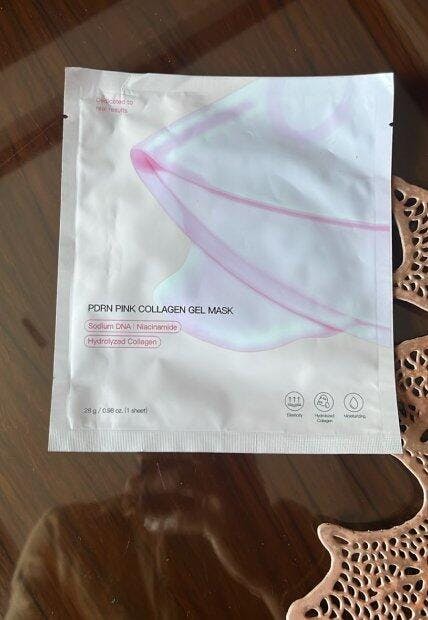 Dedicated to
real results.
PDRN PINK COLLAGEN GEL MASK
Sodium DNA | Niacinamide
Hydrolyzed Collagen
28 g / 0.98 oz. (1 sheet)
Elasticity
Hydrolyzed
Collagen
Moisturizing